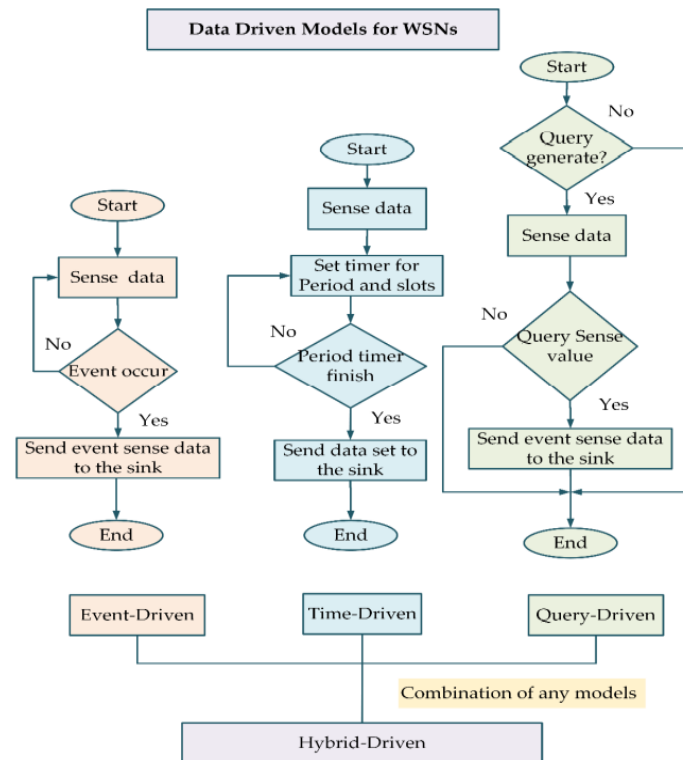 Data Driven Models for WSNs
Start
Sense data
No
Event occur
Yes
Send event sense data
to the sink
End
Start
Sense data
Set timer for
Period and slots
No
Period timer
finish
Yes
Send data set to
the sink
End
Start
No
Query
generate?
Yes
Sense data
No
Query Sense
value
Yes
Send event sense data
to the sink
End
Event-Driven
Time-Driven
Query-Driven
Combination of any models
Hybrid-Driven